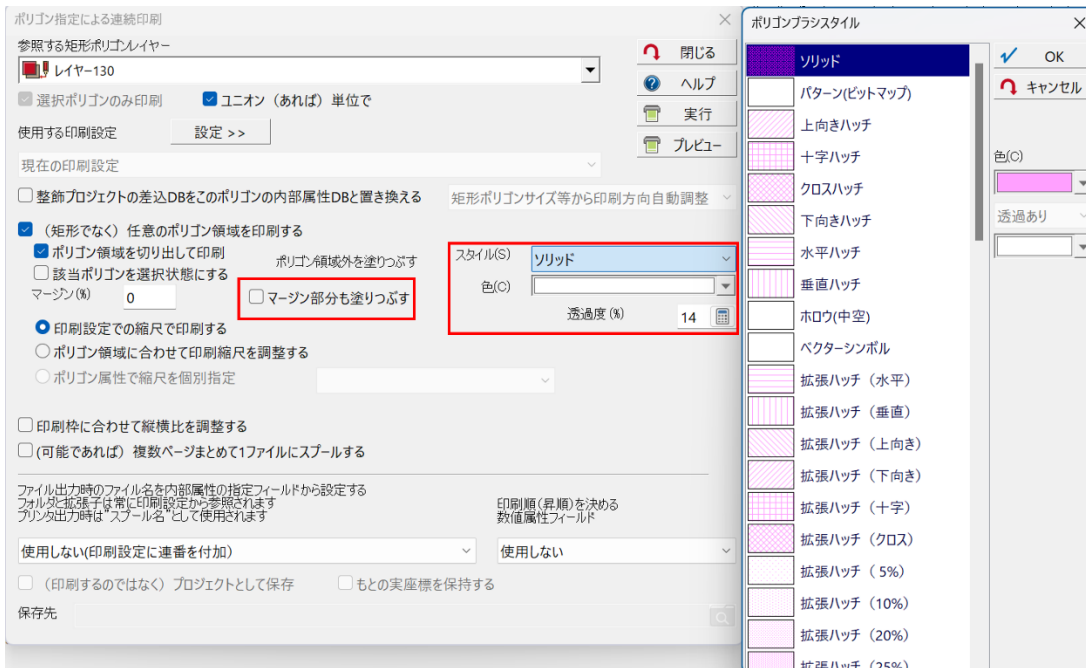 ポリゴン指定による連続印刷
参照する矩形ポリゴンレイヤー
レイヤー130
選択ポリゴンのみ印刷
ユニオン（あれば）単位で
使用する印刷設定
設定 >>
現在の印刷設定
閉じる
ヘルプ
実行
プレビュー
整飾プロジェクトの差込DBをこのポリゴンの内部属性DBと置き換える
矩形ポリゴンサイズ等から印刷方向自動調整
（矩形でなく）任意のポリゴン領域を印刷する
ポリゴン領域を切り出して印刷
ポリゴン領域外を塗りつぶす
該当ポリゴンを選択状態にする
マージン(%)
0
マージン部分も塗りつぶす
スタイル(S)
ソリッド
色(C)
透過度 (%)
14
印刷設定での縮尺で印刷する
ポリゴン領域に合わせて印刷縮尺を調整する
ポリゴン属性で縮尺を個別指定
印刷枠に合わせて縦横比を調整する
(可能であれば）複数ページまとめて1ファイルにスプールする
ファイル出力時のファイル名を内部属性の指定フィールドから設定する
フォルダと拡張子は常に印刷設定から参照されます
プリンタ出力時は"スプール名"として使用されます
使用しない(印刷設定に連番を付加)
印刷順(昇順)を決める
数値属性フィールド
使用しない
（印刷するのではなく）プロジェクトとして保存
もとの実座標を保持する
保存先
ポリゴンブラシスタイル
ソリッド
パターン(ビットマップ)
上向きハッチ
十字ハッチ
クロスハッチ
下向きハッチ
水平ハッチ
垂直ハッチ
ホロウ(中空)
ベクターシンボル
拡張ハッチ（水平）
拡張ハッチ（垂直）
拡張ハッチ（上向き）
拡張ハッチ（下向き）
拡張ハッチ（十字）
拡張ハッチ（クロス）
拡張ハッチ（ 5%）
拡張ハッチ（10%）
拡張ハッチ（20%）
拡張ハッチ（25%）
OK
キャンセル
色(C)
透過あり